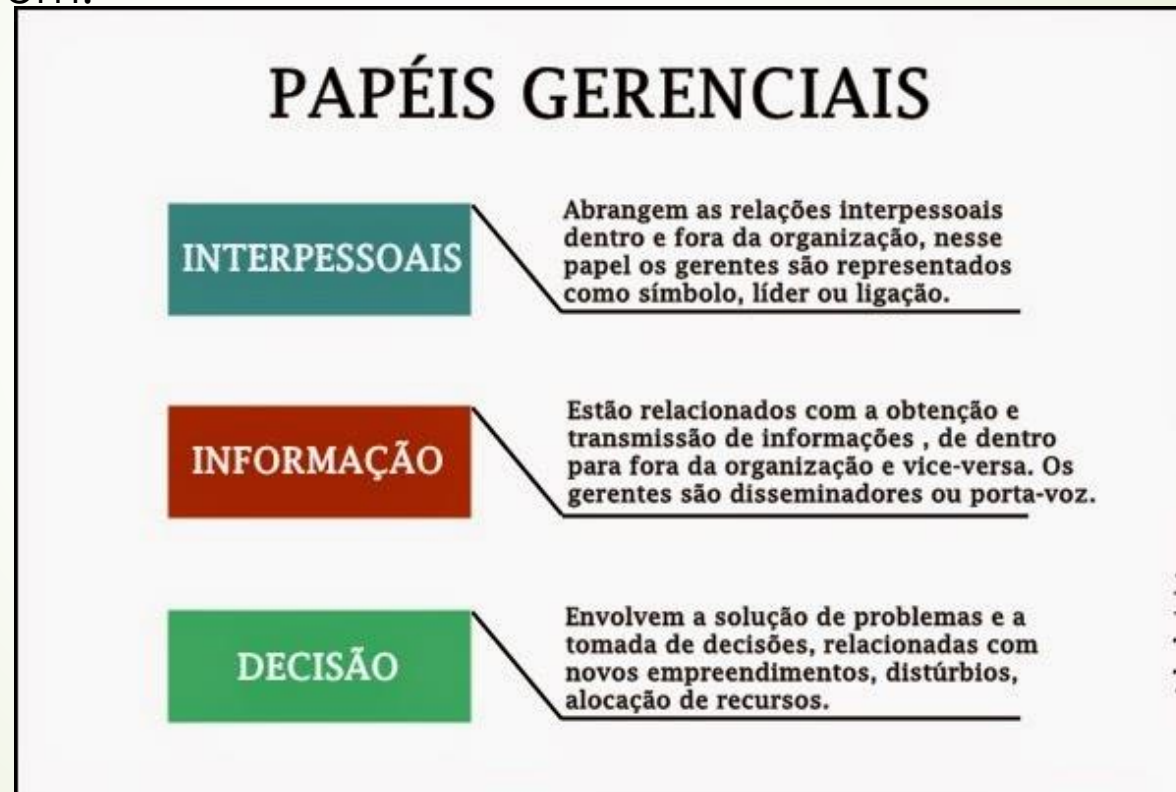 PAPÉIS GERENCIAIS
INTERPESSOAIS
Abrangem as relações interpessoais
dentro e fora da organização, nesse
papel os gerentes são representados
como símbolo, líder ou ligação.
INFORMAÇÃO
Estão relacionados com a obtenção e
transmissão de informações , de dentro
para fora da organização e vice-versa. Os
gerentes são disseminadores ou porta-voz.
DECISÃO
Envolvem a solução de problemas e a
tomada de decisões, relacionadas com
novos empreendimentos, distúrbios,
alocação de recursos.